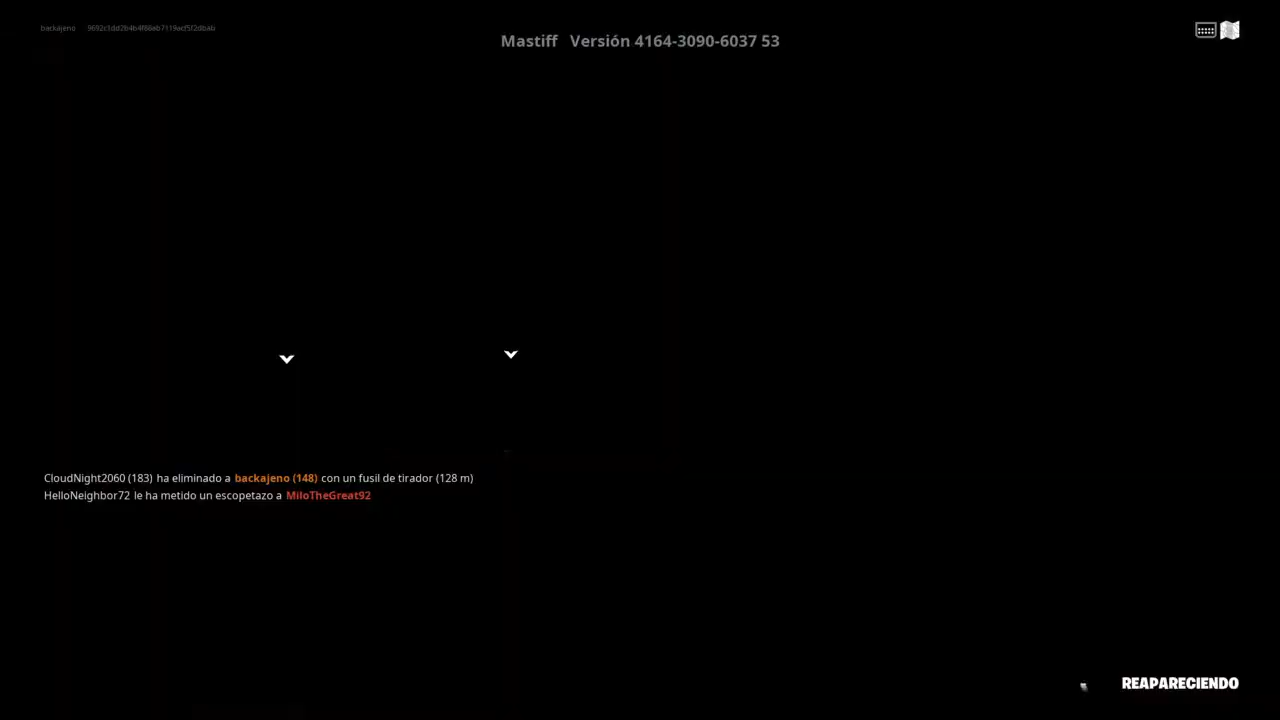 backajeno
Mastiff Versión 4164-3090-6037 53
CloudNight2060 (183) ha eliminado a backajeno (148) con un fusil de tirador (128 m)
HelloNeighbor72 le ha metido un escopetazo a MiloTheGreat92
REAPARECIENDO